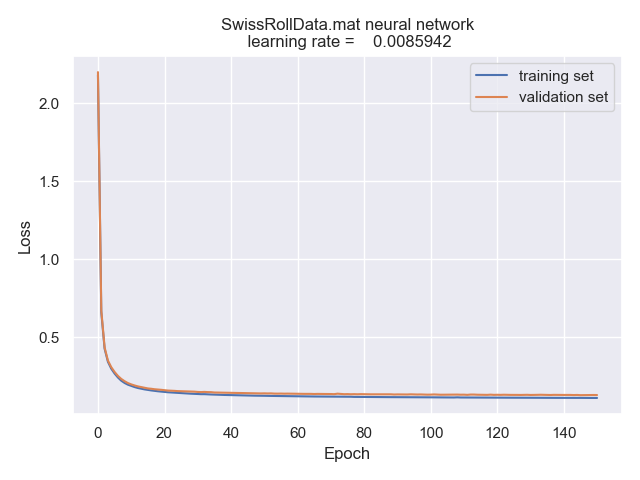 SwissRollData.mat neural network
learning rate =    0.0085942
training set
validation set
2.0
1.5
1.0
0.5
Loss
0 20 40 60 80 100 120 140
Epoch